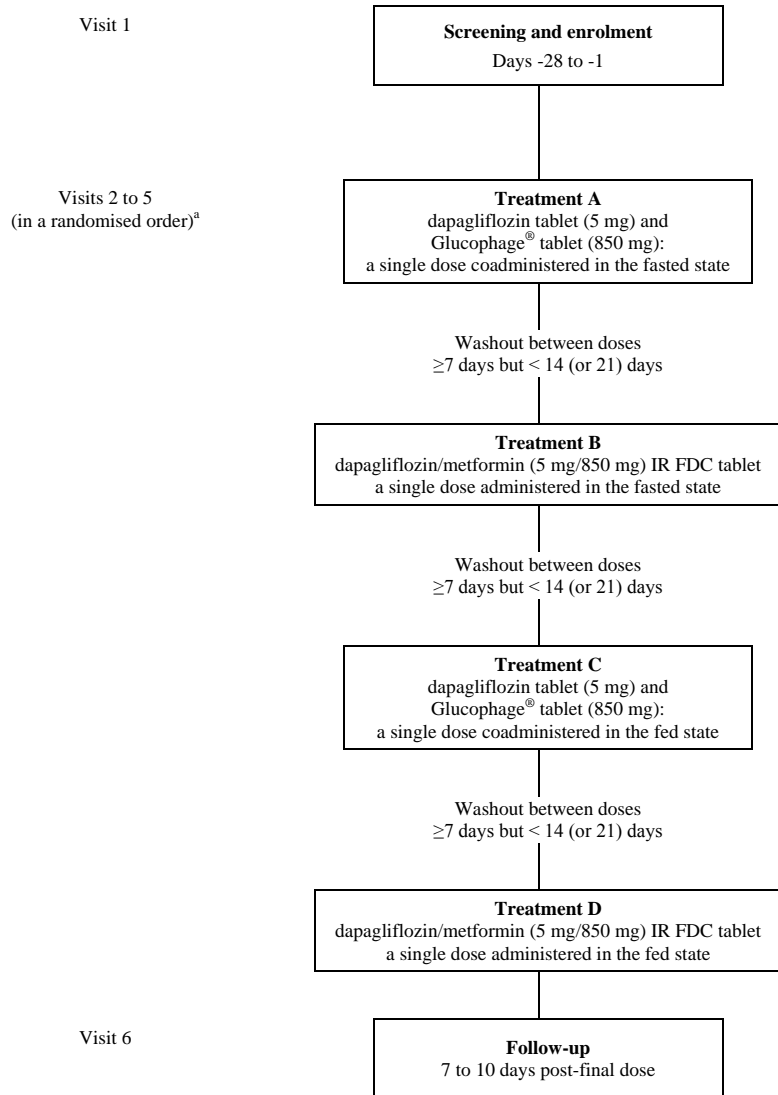 Visit 1
Screening and enrolment
Days -28 to -1
Visits 2 to 5
(in a randomised order)ᵃ
Treatment A
dapagliflozin tablet (5 mg) and
Glucophage® tablet (850 mg):
a single dose coadministered in the fasted state
Washout between doses
≥7 days but < 14 (or 21) days
Treatment B
dapagliflozin/metformin (5 mg/850 mg) IR FDC tablet
a single dose administered in the fasted state
Washout between doses
≥7 days but < 14 (or 21) days
Treatment C
dapagliflozin tablet (5 mg) and
Glucophage® tablet (850 mg):
a single dose coadministered in the fed state
Washout between doses
≥7 days but < 14 (or 21) days
Treatment D
dapagliflozin/metformin (5 mg/850 mg) IR FDC tablet
a single dose administered in the fed state
Visit 6
Follow-up
7 to 10 days post-final dose